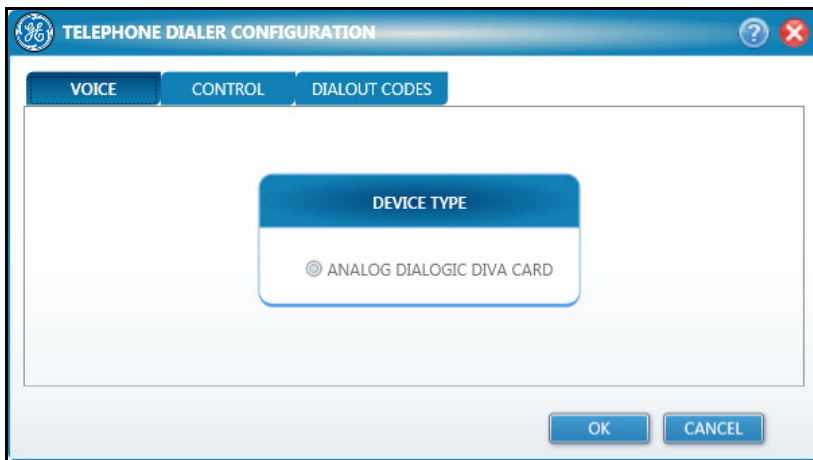 TELEPHONE DIALER CONFIGURATION
?
VOICE CONTROL DIALOUT CODES
DEVICE TYPE
ANALOG DIALOGIC DIVA CARD
OK CANCEL